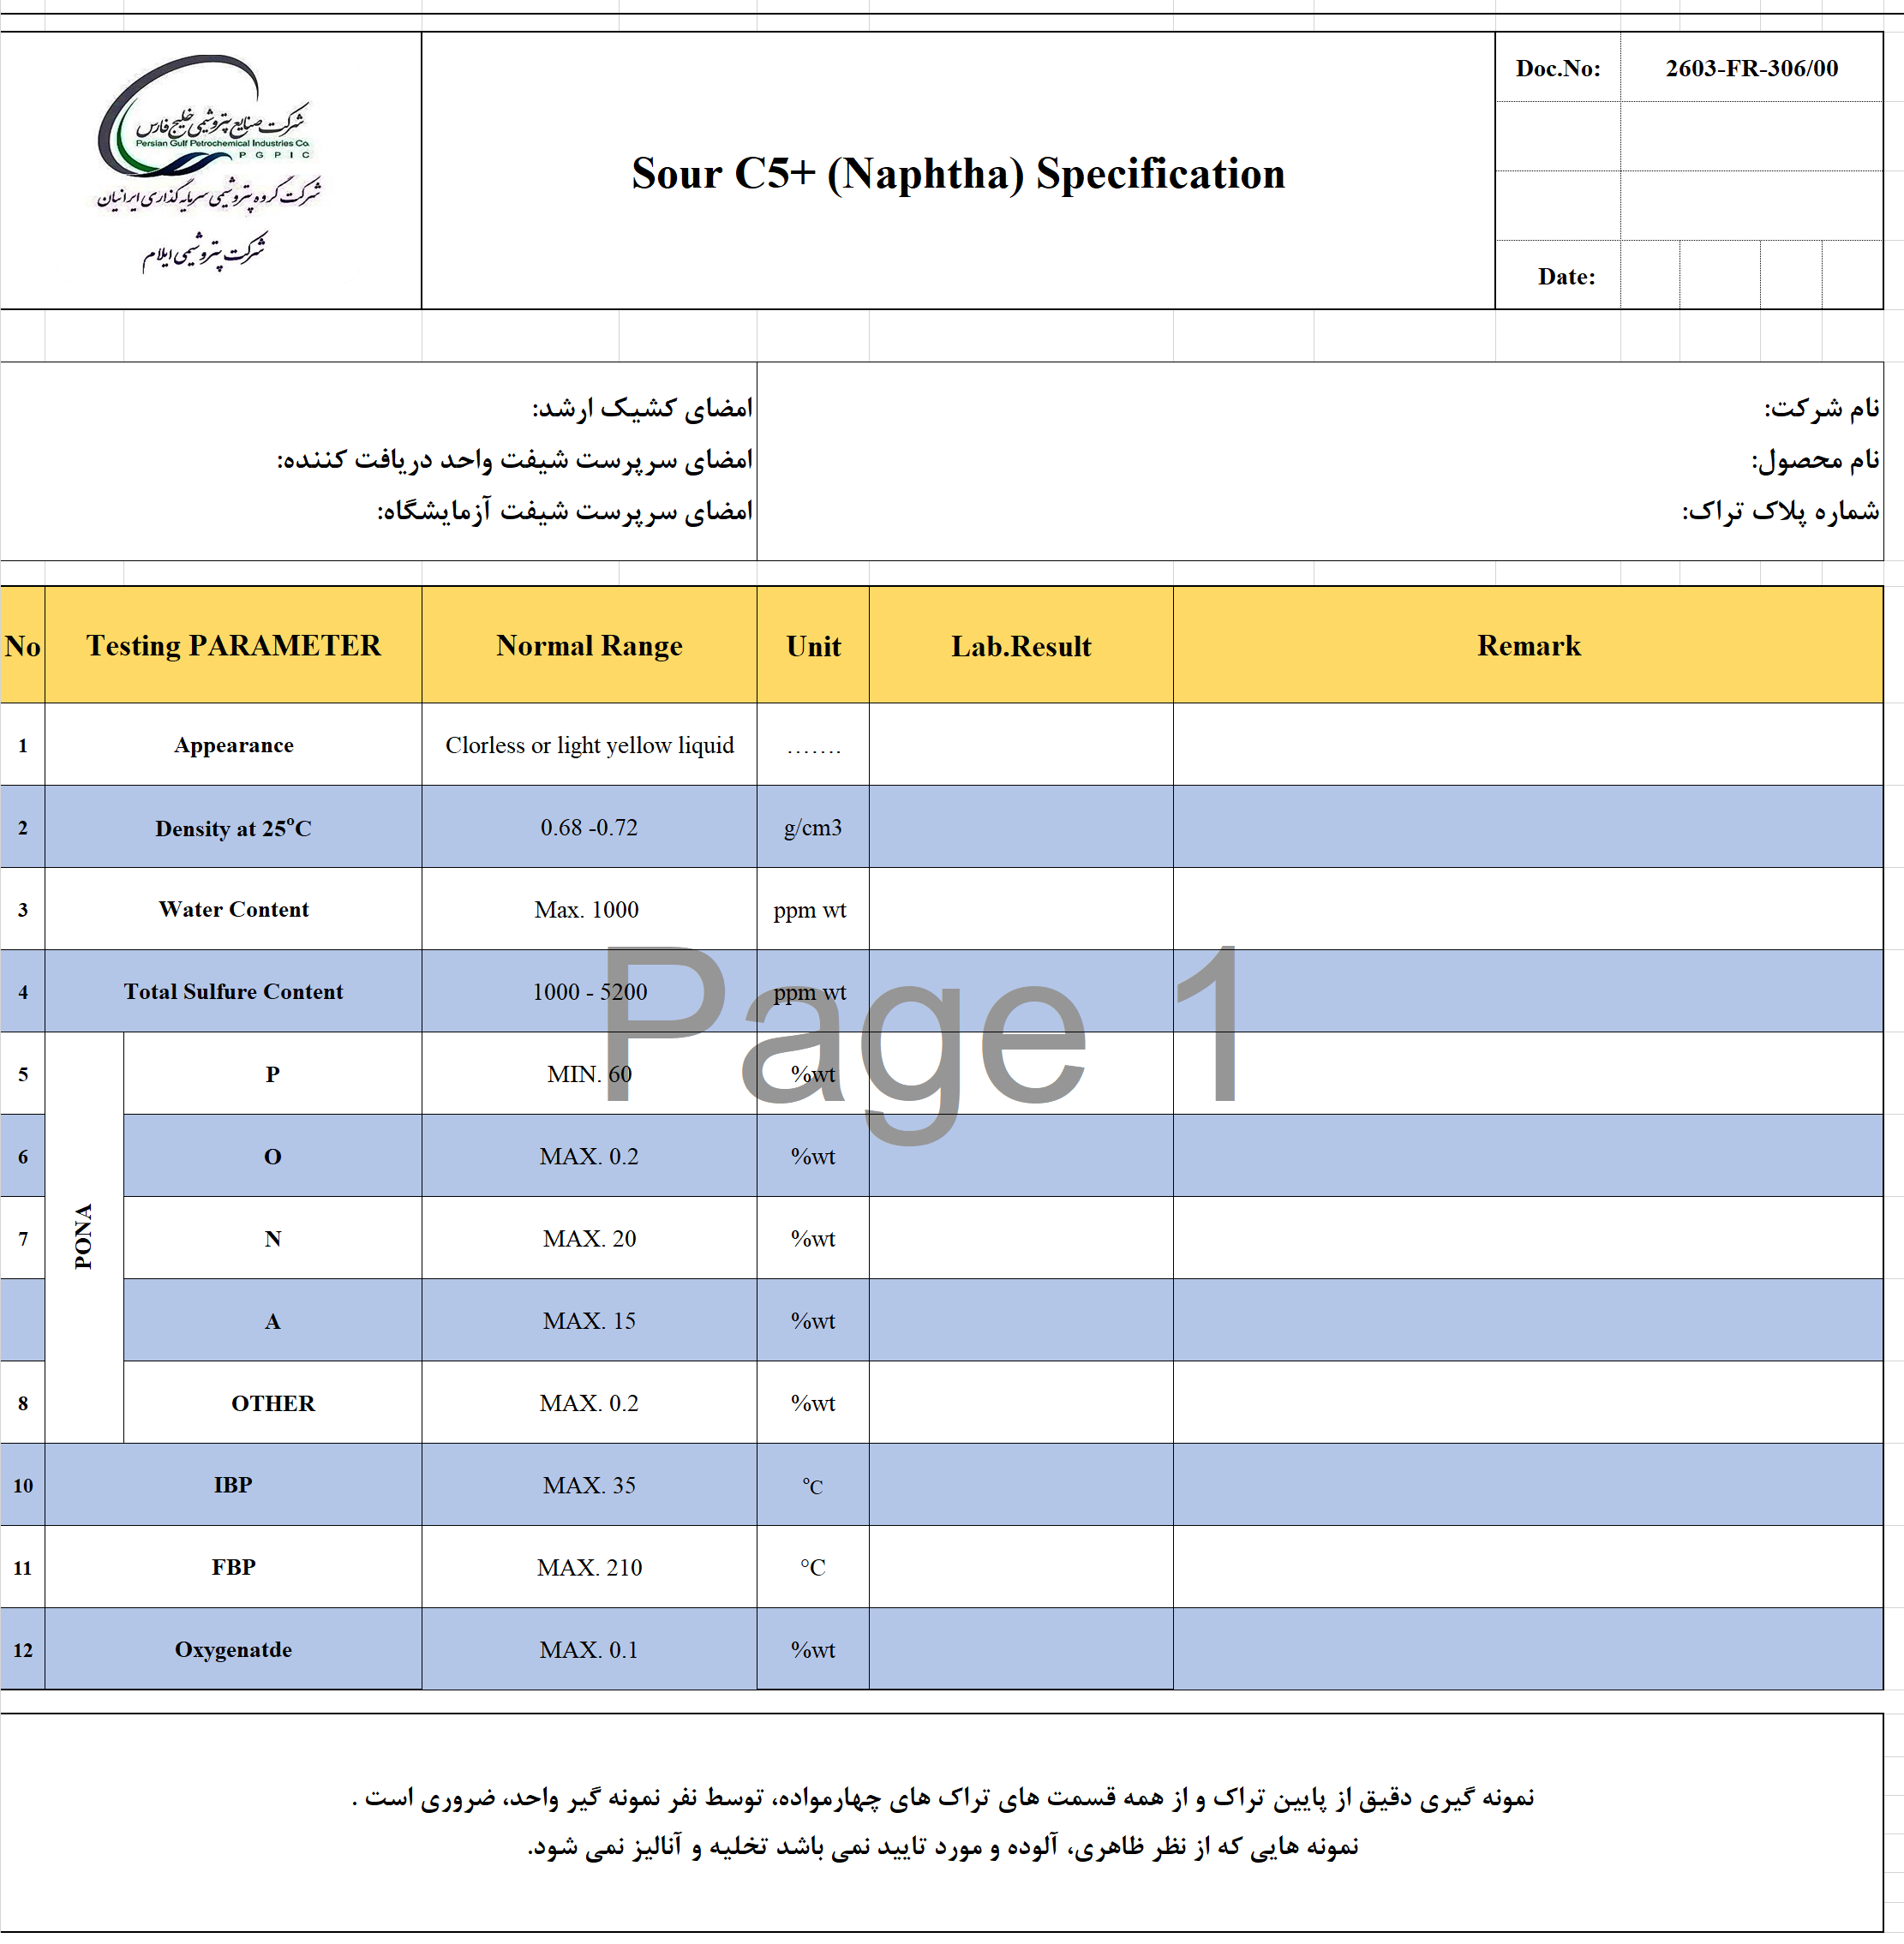 شرکت صنایع پتروشیمی خلیج فارس
Persian Gulf Petrochemical Industries Co.
P G P I C
شرکت گروه پتروشیمی سرمایه گذاری ایرانیان
شرکت پتروشیمی ایلام
Sour C5+ (Naphtha) Specification
Doc.No: 2603-FR-306/00
Date:
نام شرکت:
نام محصول:
شماره پلاک تراک:
امضای کشیک ارشد:
امضای سرپرست شیفت واحد دریافت کننده:
امضای سرپرست شیفت آزمایشگاه:
No Testing PARAMETER Normal Range Unit Lab.Result Remark
1 Appearance Clorless or light yellow liquid …….
2 Density at 25°C 0.68 -0.72 g/cm3
3 Water Content Max. 1000 ppm wt
4 Total Sulfure Content 1000 - 5200 ppm wt
PONA
5 P MIN. 60 %wt
6 O MAX. 0.2 %wt
7 N MAX. 20 %wt
A MAX. 15 %wt
8 OTHER MAX. 0.2 %wt
10 IBP MAX. 35 °C
11 FBP MAX. 210 °C
12 Oxygenatde MAX. 0.1 %wt
Page 1
نمونه گیری دقیق از پایین تراک و از همه قسمت های تراک های چهارمواده، توسط نفر نمونه گیر واحد، ضروری است .
نمونه هایی که از نظر ظاهری، آلوده و مورد تایید نمی باشد تخلیه و آنالیز نمی شود.